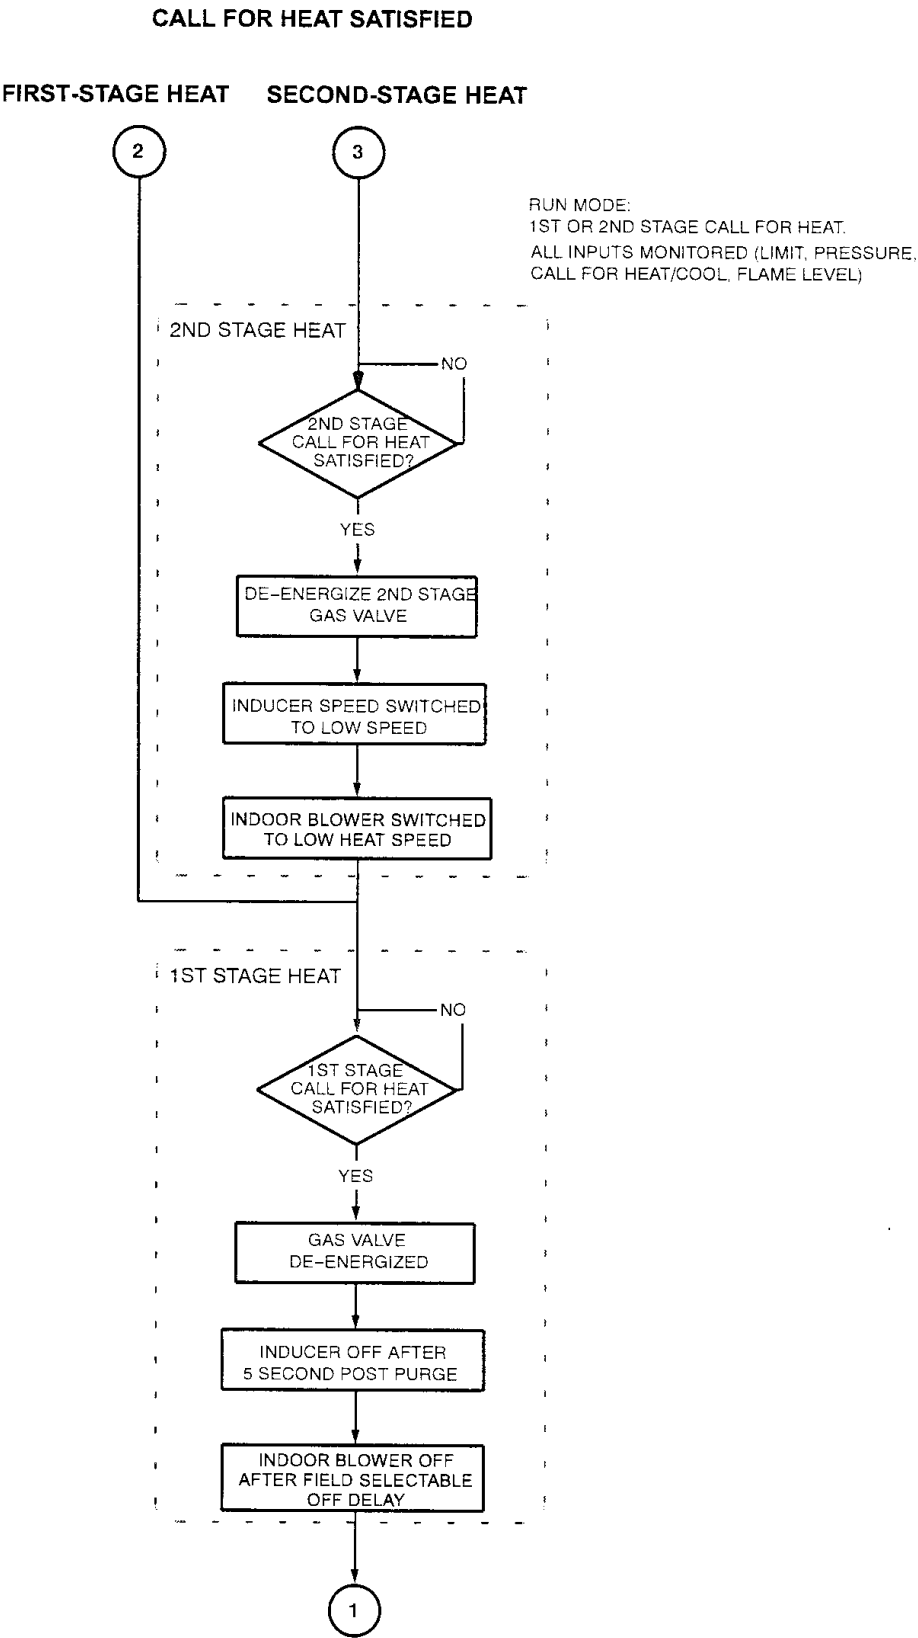 CALL FOR HEAT SATISFIED
FIRST-STAGE HEAT
SECOND-STAGE HEAT
2
3
RUN MODE:
1ST OR 2ND STAGE CALL FOR HEAT.
ALL INPUTS MONITORED (LIMIT, PRESSURE,
CALL FOR HEAT/COOL, FLAME LEVEL)
2ND STAGE HEAT
NO
2ND STAGE
CALL FOR HEAT
SATISFIED?
YES
DE-ENERGIZE 2ND STAGE
GAS VALVE
INDUCER SPEED SWITCHED
TO LOW SPEED
INDOOR BLOWER SWITCHED
TO LOW HEAT SPEED
1ST STAGE HEAT
NO
1ST STAGE
CALL FOR HEAT
SATISFIED?
YES
GAS VALVE
DE-ENERGIZED
INDUCER OFF AFTER
5 SECOND POST PURGE
INDOOR BLOWER OFF
AFTER FIELD SELECTABLE
OFF DELAY
1